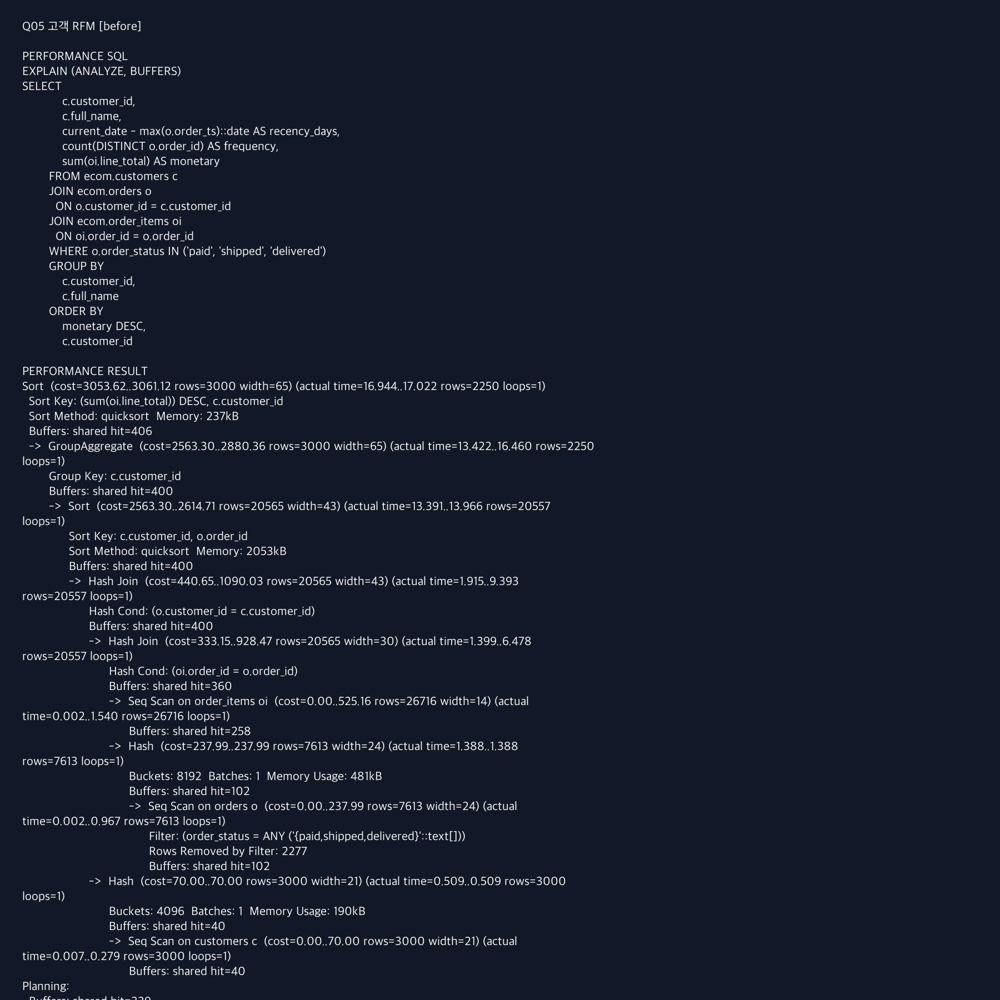 Q05 고객 RFM [before]
PERFORMANCE SQL
EXPLAIN (ANALYZE, BUFFERS)
SELECT
c.customer_id,
c.full_name,
current_date - max(o.order_ts)::date AS recency_days,
count(DISTINCT o.order_id) AS frequency,
sum(oi.line_total) AS monetary
FROM ecom.customers c
JOIN ecom.orders o
ON o.customer_id = c.customer_id
JOIN ecom.order_items oi
ON oi.order_id = o.order_id
WHERE o.order_status IN ('paid', 'shipped', 'delivered')
GROUP BY
c.customer_id,
c.full_name
ORDER BY
monetary DESC,
c.customer_id
PERFORMANCE RESULT
Sort  (cost=3053.62..3061.12 rows=3000 width=65) (actual time=16.944..17.022 rows=2250 loops=1)
Sort Key: (sum(oi.line_total)) DESC, c.customer_id
Sort Method: quicksort  Memory: 237kB
Buffers: shared hit=406
->  GroupAggregate  (cost=2563.30..2880.36 rows=3000 width=65) (actual time=13.422..16.460 rows=2250
loops=1)
Group Key: c.customer_id
Buffers: shared hit=400
->  Sort  (cost=2563.30..2614.71 rows=20565 width=43) (actual time=13.391..13.966 rows=20557
loops=1)
Sort Key: c.customer_id, o.order_id
Sort Method: quicksort  Memory: 2053kB
Buffers: shared hit=400
->  Hash Join  (cost=440.65..1090.03 rows=20565 width=43) (actual time=1.915..9.393
rows=20557 loops=1)
Hash Cond: (o.customer_id = c.customer_id)
Buffers: shared hit=400
->  Hash Join  (cost=333.15..928.47 rows=20565 width=30) (actual time=1.399..6.478
rows=20557 loops=1)
Hash Cond: (oi.order_id = o.order_id)
Buffers: shared hit=360
->  Seq Scan on order_items oi  (cost=0.00..525.16 rows=26716 width=14) (actual
time=0.002..1.540 rows=26716 loops=1)
Buffers: shared hit=258
->  Hash  (cost=237.99..237.99 rows=7613 width=24) (actual time=1.388..1.388
rows=7613 loops=1)
Buckets: 8192  Batches: 1  Memory Usage: 481kB
Buffers: shared hit=102
->  Seq Scan on orders o  (cost=0.00..237.99 rows=7613 width=24) (actual
time=0.002..0.967 rows=7613 loops=1)
Filter: (order_status = ANY ('{paid,shipped,delivered}'::text[]))
Rows Removed by Filter: 2277
Buffers: shared hit=102
->  Hash  (cost=70.00..70.00 rows=3000 width=21) (actual time=0.509..0.509 rows=3000
loops=1)
Buckets: 4096  Batches: 1  Memory Usage: 190kB
Buffers: shared hit=40
->  Seq Scan on customers c  (cost=0.00..70.00 rows=3000 width=21) (actual
time=0.007..0.279 rows=3000 loops=1)
Buffers: shared hit=40
Planning:
Buffers: shared